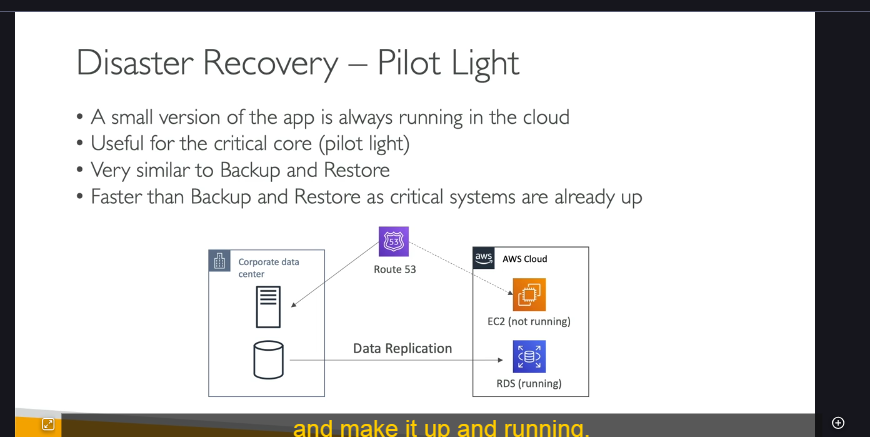 Disaster Recovery – Pilot Light
• A small version of the app is always running in the cloud
• Useful for the critical core (pilot light)
• Very similar to Backup and Restore
• Faster than Backup and Restore as critical systems are already up
53
Route 53
Corporate data
center
aws
AWS Cloud
EC2 (not running)
Data Replication
RDS (running)
and make it up and running.